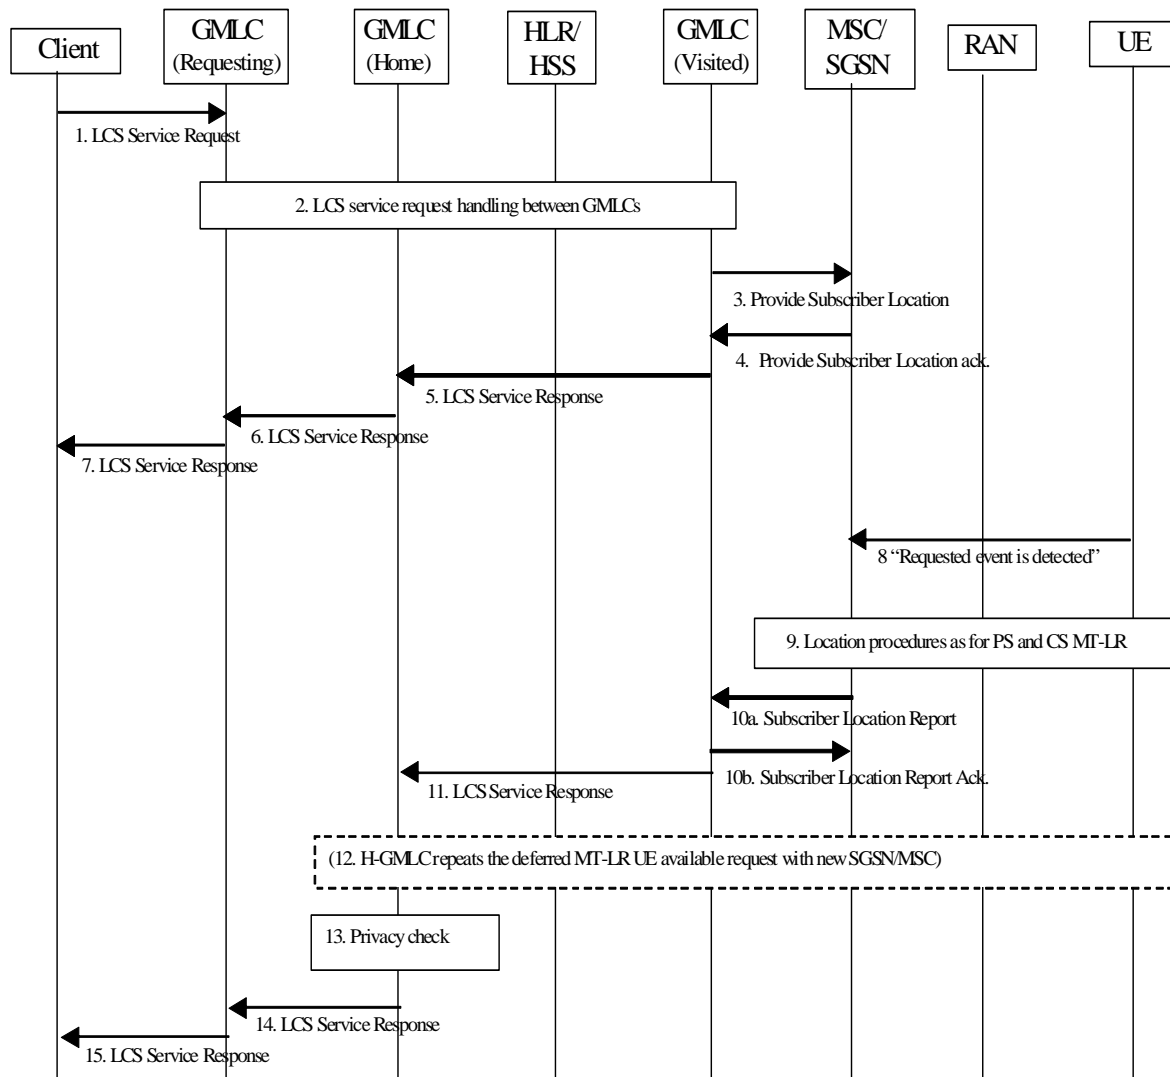 Client
GMLC
(Requesting)
GMLC
(Home)
HLR/
HSS
GMLC
(Visited)
MSC/
SGSN
RAN
UE
1. LCS Service Request
2. LCS service request handling between GMLCs
3. Provide Subscriber Location
4. Provide Subscriber Location ack.
5. LCS Service Response
6. LCS Service Response
7. LCS Service Response
8 “Requested event is detected”
9. Location procedures as for PS and CS MT-LR
10a. Subscriber Location Report
10b. Subscriber Location Report Ack.
11. LCS Service Response
(12. H-GMLC repeats the deferred MT-LR UE available request with new SGSN/MSC)
13. Privacy check
14. LCS Service Response
15. LCS Service Response